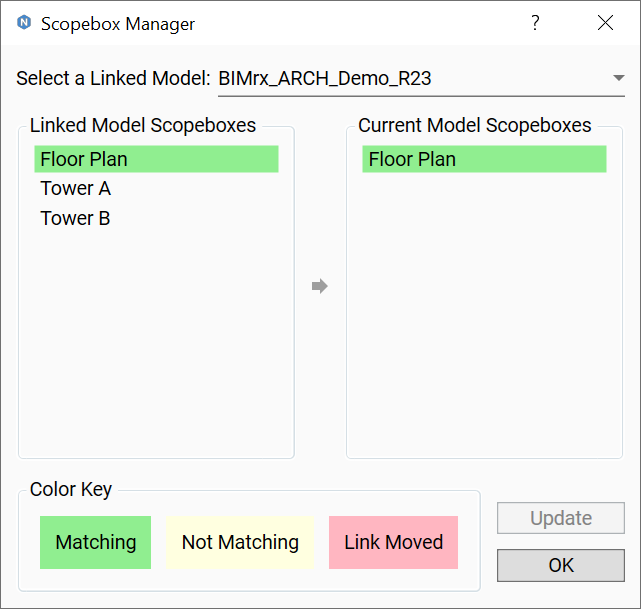 Scopebox Manager
Select a Linked Model: BIMrx_ARCH_Demo_R23
Linked Model Scopeboxes
Floor Plan
Tower A
Tower B
Current Model Scopeboxes
Floor Plan
Color Key
Matching
Not Matching
Link Moved
Update
OK